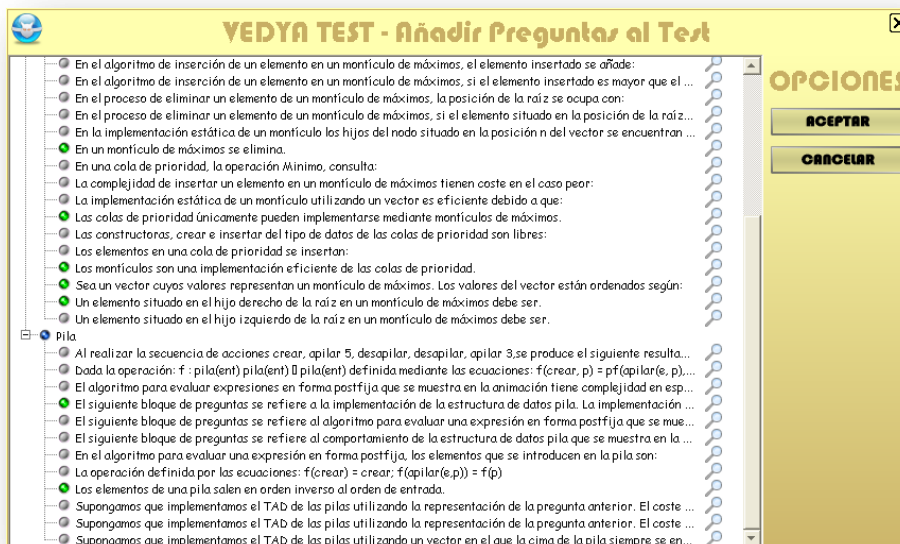 VEDYA TEST - Añadir Preguntas al Test
En el algoritmo de inserción de un elemento en un montículo de máximos, el elemento insertado se añade:
En el algoritmo de inserción de un elemento en un montículo de máximos, si el elemento insertado es mayor que el ...
En el proceso de eliminar un elemento de un montículo de máximos, la posición de la raíz se ocupa con:
En el proceso de eliminar un elemento de un montículo de máximos, si el elemento situado en la posición de la raíz...
En la implementación estática de un montículo los hijos del nodo situado en la posición n del vector se encuentran ...
En un montículo de máximos se elimina.
En una cola de prioridad, la operación Minimo, consulta:
La complejidad de insertar un elemento en un montículo de máximos tienen coste en el caso peor:
La implementación estática de un montículo utilizando un vector es eficiente debido a que:
Las colas de prioridad únicamente pueden implementarse mediante montículos de máximos.
Las constructoras, crear e insertar del tipo de datos de las colas de prioridad son libres:
Los elementos en una cola de prioridad se insertan:
Los montículos son una implementación eficiente de las colas de prioridad.
Sea un vector cuyos valores representan un montículo de máximos. Los valores del vector están ordenados según:
Un elemento situado en el hijo derecho de la raíz en un montículo de máximos debe ser.
Un elemento situado en el hijo izquierdo de la raíz en un montículo de máximos debe ser.
Pila
Al realizar la secuencia de acciones crear, apilar 5, desapilar, desapilar, apilar 3,se produce el siguiente resulta...
Dada la operación: f : pila(ent) pila(ent) ▯ pila(ent) definida mediante las ecuaciones: f(crear, p) = pf(apilar(e, p),...
El algoritmo para evaluar expresiones en forma postfija que se muestra en la animación tiene complejidad en esp...
El siguiente bloque de preguntas se refiere a la implementación de la estructura de datos pila. La implementación ...
El siguiente bloque de preguntas se refiere al algoritmo para evaluar una expresión en forma postfija que se mue...
El siguiente bloque de preguntas se refiere al comportamiento de la estructura de datos pila que se muestra en la ...
En el algoritmo para evaluar una expresión en forma postfija, los elementos que se introducen en la pila son:
La operación definida por las ecuaciones: f(crear) = crear; f(apilar(e,p)) = f(p)
Los elementos de una pila salen en orden inverso al orden de entrada.
Supongamos que implementamos el TAD de las pilas utilizando la representación de la pregunta anterior. El coste ...
Supongamos que implementamos el TAD de las pilas utilizando la representación de la pregunta anterior. El coste ...
Supongamos que implementamos el TAD de las pilas utilizando un vector en el que la cima de la pila siempre se en...
OPCIONES
ACEPTAR
CANCELAR